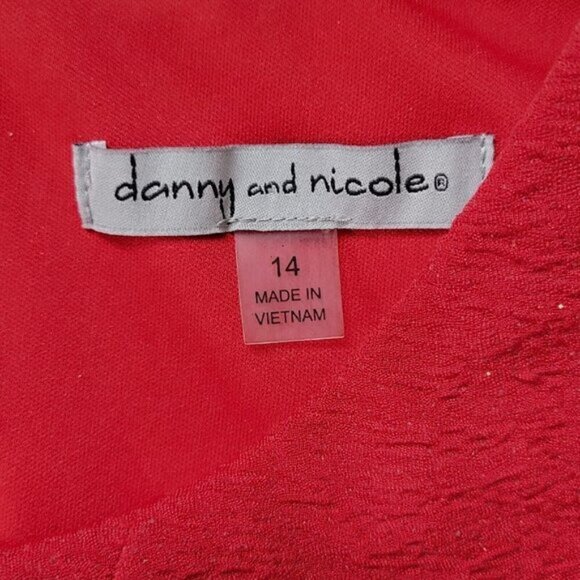 danny and nicole®
14
MADE IN
VIETNAM